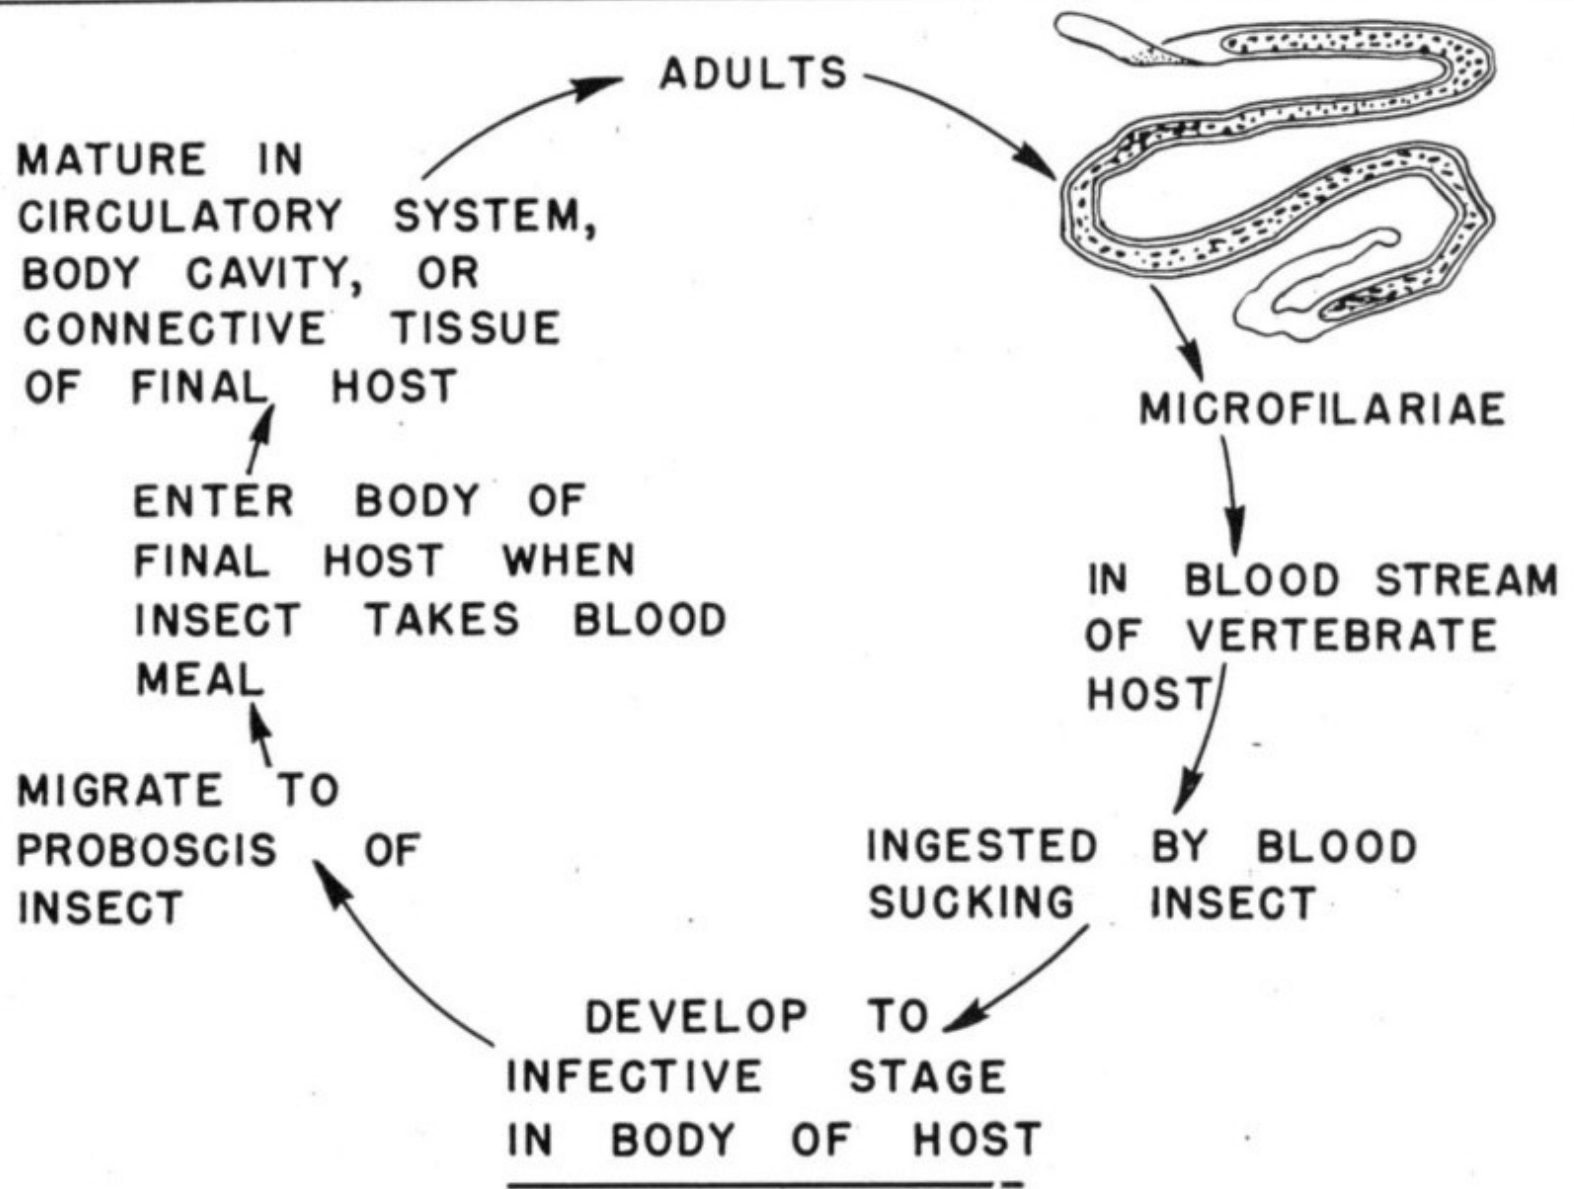 ADULTS
MICROFILARIAE
IN BLOOD STREAM
OF VERTEBRATE
HOST
INGESTED BY BLOOD
SUCKING INSECT
DEVELOP TO
INFECTIVE STAGE
IN BODY OF HOST
MIGRATE TO
PROBOSCIS OF
INSECT
ENTER BODY OF
FINAL HOST WHEN
INSECT TAKES BLOOD
MEAL
MATURE IN
CIRCULATORY SYSTEM,
BODY CAVITY, OR
CONNECTIVE TISSUE
OF FINAL HOST